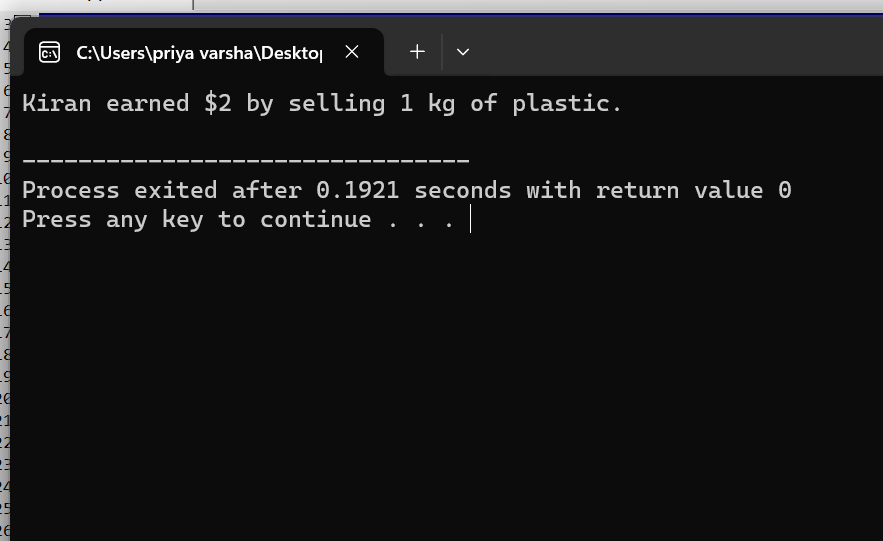 C:\Users\priya varsha\Deskto
Kiran earned $2 by selling 1 kg of plastic.
--------------------------------
Process exited after 0.1921 seconds with return value 0
Press any key to continue . . .